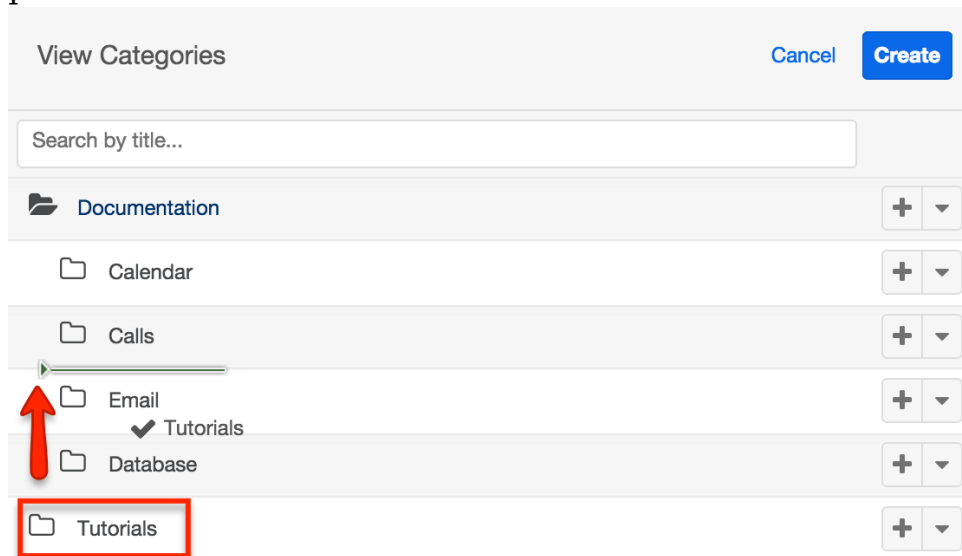 View Categories Cancel Create
Search by title...
Documentation
Calendar
Calls
Email
Tutorials
Database
Tutorials